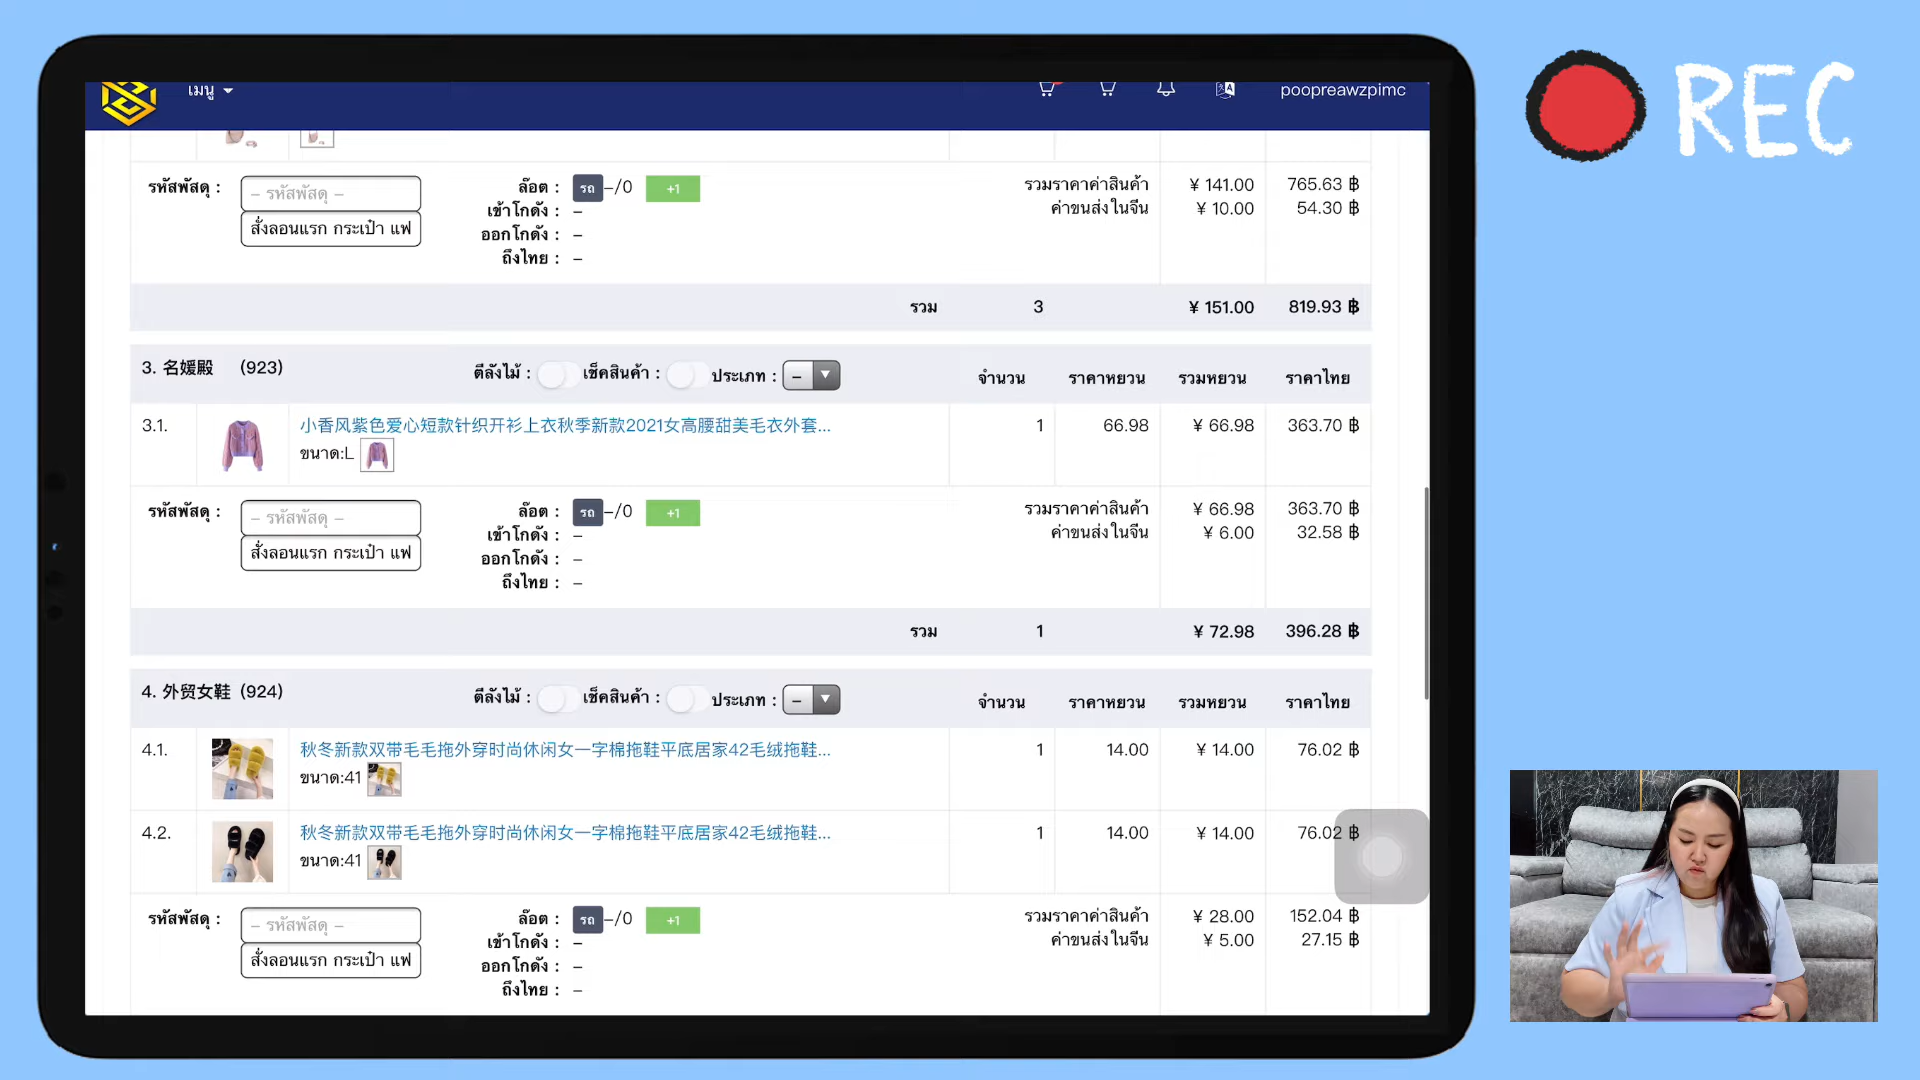 เมนู
poopreawzpimc
REC
รหัสพัสดุ :
– รหัสพัสดุ –
สั่งลอนแรก กระเป๋า แฟ
ล๊อต : รถ –/0 +1
เข้าโกดัง : –
ออกโกดัง : –
ถึงไทย : –
รวมราคาค่าสินค้า ¥ 141.00 765.63 ฿
ค่าขนส่งในจีน ¥ 10.00 54.30 ฿
รวม 3 ¥ 151.00 819.93 ฿
3. 名媛殿 (923) ตีลังไม้ : เช็คสินค้า : ประเภท : – จำนวน ราคาหยวน รวมหยวน ราคาไทย
3.1. 小香风紫色爱心短款针织开衫上衣秋季新款2021女高腰甜美毛衣外套... 1 66.98 ¥ 66.98 363.70 ฿
ขนาด:L
รหัสพัสดุ :
– รหัสพัสดุ –
สั่งลอนแรก กระเป๋า แฟ
ล๊อต : รถ –/0 +1
เข้าโกดัง : –
ออกโกดัง : –
ถึงไทย : –
รวมราคาค่าสินค้า ¥ 66.98 363.70 ฿
ค่าขนส่งในจีน ¥ 6.00 32.58 ฿
รวม 1 ¥ 72.98 396.28 ฿
4. 外贸女鞋 (924) ตีลังไม้ : เช็คสินค้า : ประเภท : – จำนวน ราคาหยวน รวมหยวน ราคาไทย
4.1. 秋冬新款双带毛毛拖外穿时尚休闲女一字棉拖鞋平底居家42毛绒拖鞋... 1 14.00 ¥ 14.00 76.02 ฿
ขนาด:41
4.2. 秋冬新款双带毛毛拖外穿时尚休闲女一字棉拖鞋平底居家42毛绒拖鞋... 1 14.00 ¥ 14.00 76.02 ฿
ขนาด:41
รหัสพัสดุ :
– รหัสพัสดุ –
สั่งลอนแรก กระเป๋า แฟ
ล๊อต : รถ –/0 +1
เข้าโกดัง : –
ออกโกดัง : –
ถึงไทย : –
รวมราคาค่าสินค้า ¥ 28.00 152.04 ฿
ค่าขนส่งในจีน ¥ 5.00 27.15 ฿